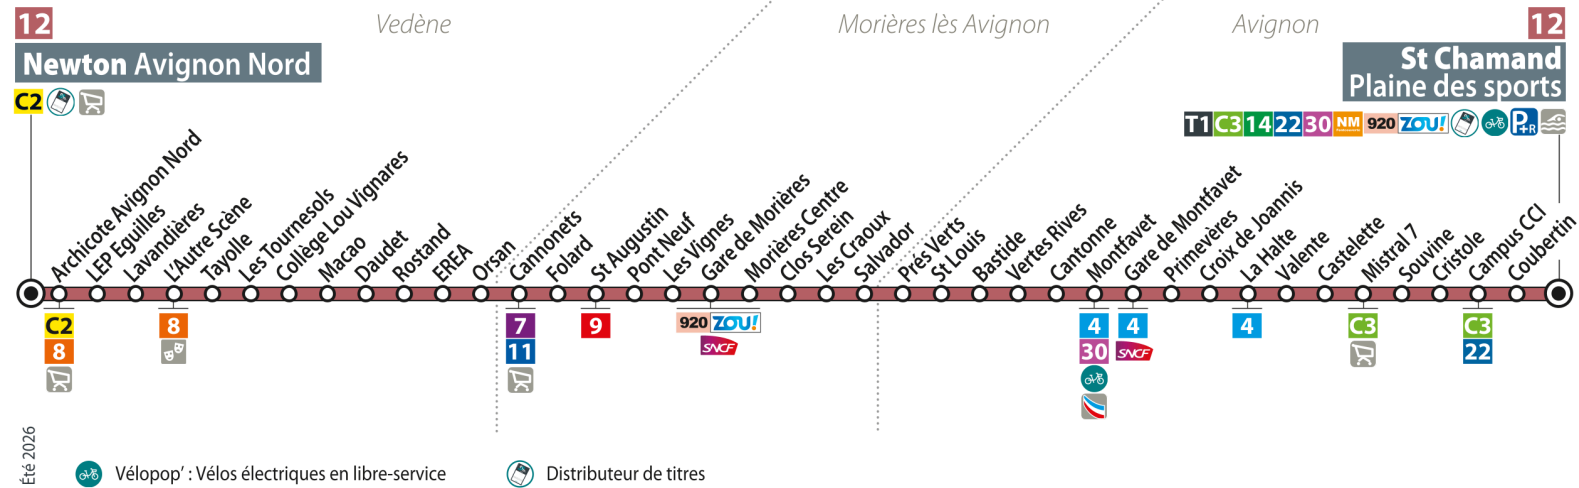 12
Vedène
Morières lès Avignon
Avignon
12
Newton Avignon Nord
St Chamand
Plaine des sports
C2
T1 C3 14 22 30 NM 920 ZOU! P+R
Archicote Avignon Nord
LEP Eguilles
Lavandières
L'Autre Scène
Tayolle
Les Tournesols
Collège Lou Vignares
Macao
Daudet
Rostand
EREA
Orsan
Cannonets
Folard
St Augustin
Pont Neuf
Les Vignes
Gare de Morières
Morières Centre
Clos Serein
Les Craoux
Salvador
Prés Verts
St Louis
Bastide
Vertes Rives
Cantonne
Montfavet
Gare de Montfavet
Primevères
Croix de Joannis
La Halte
Valente
Castelette
Mistral 7
Souvine
Cristole
Campus CCI
Coubertin
C2
8
8
7
11
9
920 ZOU!
SNCF
4
30
4
SNCF
4
C3
C3
22
Été 2026
Vélopop' : Vélos électriques en libre-service
Distributeur de titres